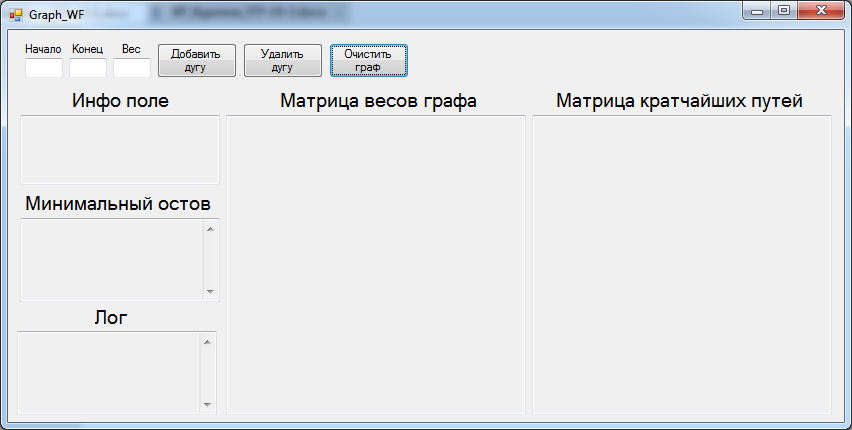 Graph_WF
Начало Конец Вес
Добавить дугу
Удалить дугу
Очистить граф
Инфо поле
Матрица весов графа
Матрица кратчайших путей
Минимальный остов
Лог